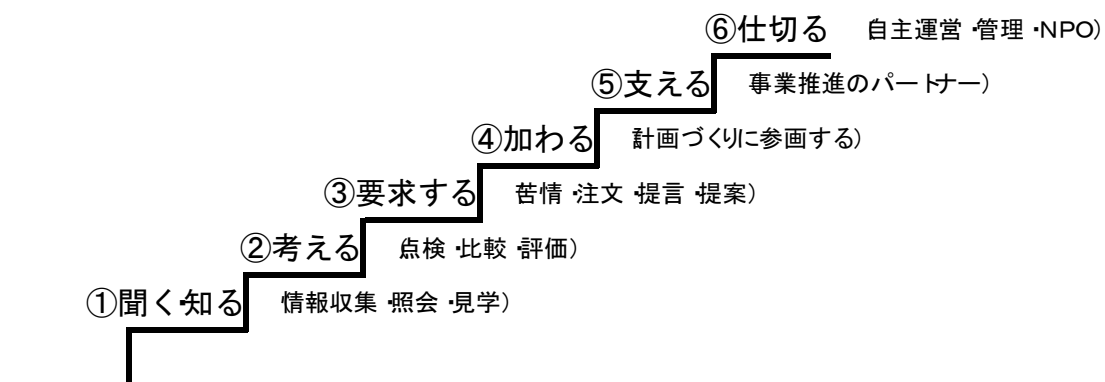 ⑥仕切る 自主運営・管理・NPO)
⑤支える 事業推進のパートナー)
④加わる 計画づくりに参画する)
③要求する 苦情・注文・提言・提案)
②考える 点検・比較・評価)
①聞く・知る 情報収集・照会・見学)